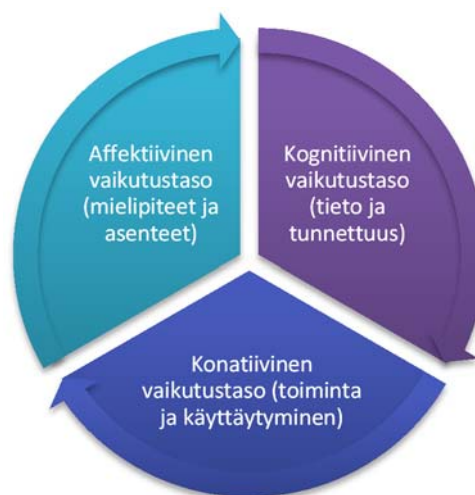 Affektiivinen
vaikutustaso
(mielipiteet ja
asenteet)
Kognitiivinen
vaikutustaso
(tieto ja
tunnettuus)
Konatiivinen
vaikutustaso (toiminta
ja käyttäytyminen)